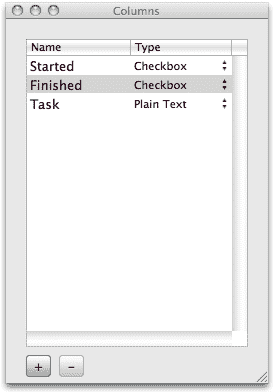 Columns
Name Type
Started Checkbox
Finished Checkbox
Task Plain Text
+ -